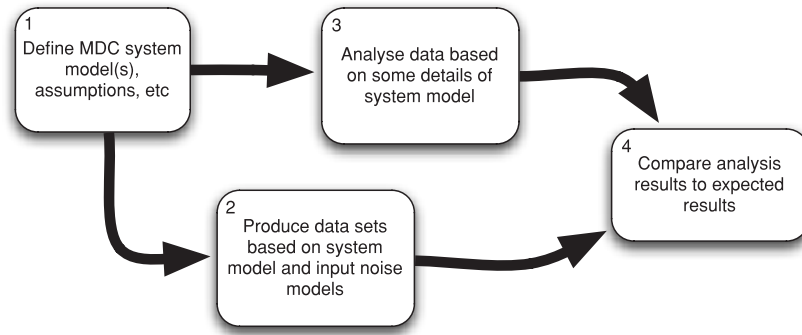 1
Define MDC system
model(s),
assumptions, etc
3
Analyse data based
on some details of
system model
2
Produce data sets
based on system
model and input noise
models
4
Compare analysis
results to expected
results